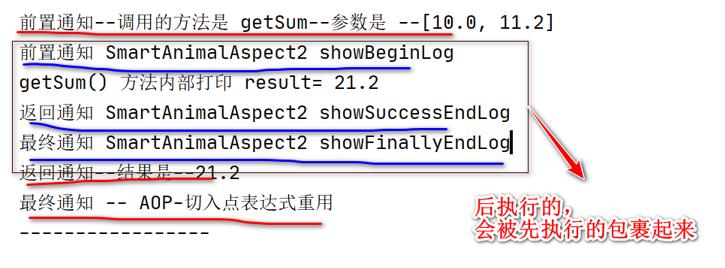 前置通知--调用的方法是 getSum--参数是 --[10.0, 11.2]
前置通知 SmartAnimalAspect2 showBeginLog
getSum() 方法内部打印 result= 21.2
返回通知 SmartAnimalAspect2 showSuccessEndLog
最终通知 SmartAnimalAspect2 showFinallyEndLog
返回通知--结果是--21.2
最终通知 -- AOP-切入点表达式重用
-----------------
后执行的，
会被先执行的包裹起来